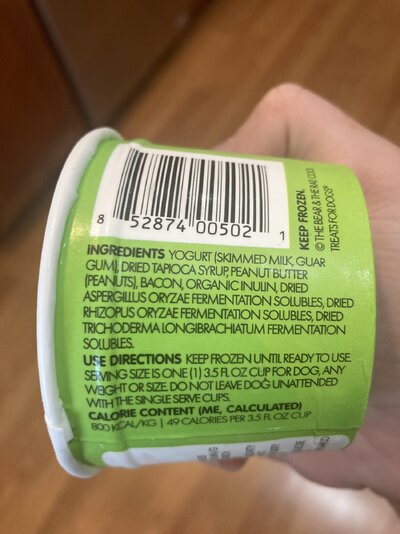 8 52874 00502 1
KEEP FROZEN.
© THE BEAR & THE RAT COOL
TREATS FOR DOGS®
INGREDIENTS YOGURT (SKIMMED MILK, GUAR
GUM), DRIED TAPIOCA SYRUP, PEANUT BUTTER
(PEANUTS), BACON, ORGANIC INULIN, DRIED
ASPERGILLUS ORYZAE FERMENTATION SOLUBLES, DRIED
RHIZOPUS ORYZAE FERMENTATION SOLUBLES, DRIED
TRICHODERMA LONGIBRACHIATUM FERMENTATION
SOLUBLES.
USE DIRECTIONS KEEP FROZEN UNTIL READY TO USE.
SERVING SIZE IS ONE (1) 3.5 FL OZ CUP FOR DOG, ANY
WEIGHT OR SIZE. DO NOT LEAVE DOG UNATTENDED
WITH THE SINGLE SERVE CUPS.
CALORIE CONTENT (ME, CALCULATED)
800 KCAL/KG | 49 CALORIES PER 3.5 FL OZ CUP